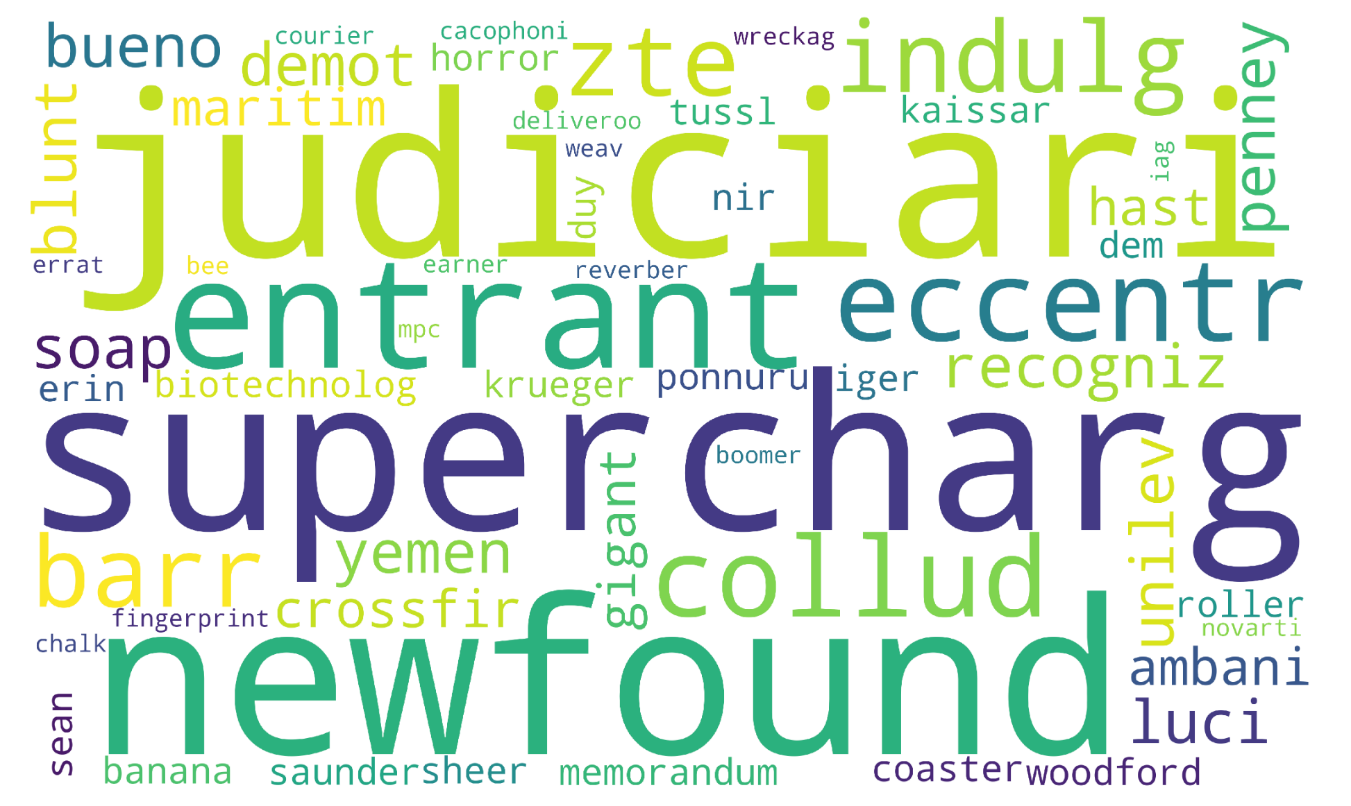 bueno
courier
demot
cacophoni
horror
zte
wreckag
indulg
penney
blunt
maritim
deliveroo
tussl
kaissar
judiciari
weav
duy
nir
iag
hast
dem
errat
bee
entrant
earner
reverber
eccentr
mpc
soap
erin
biotechnolog
krueger
ponnuru
iger
recogniz
supercharg
boomer
gigant
unilev
barr
yemen
collud
crossfir
fingerprint
roller
novarti
chalk
newfound
ambani
luci
sean
banana
saunder
sheer
memorandum
coaster
woodford